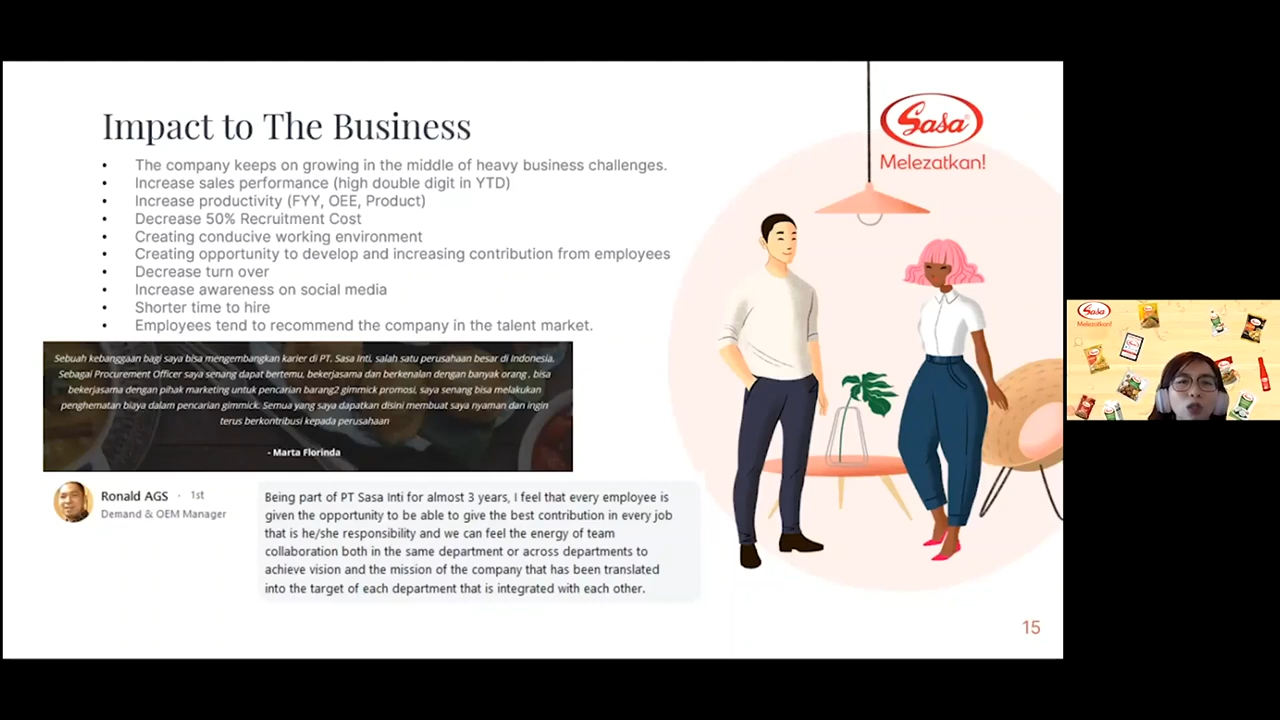 Impact to The Business
Sasa
Melezatkan!
• The company keeps on growing in the middle of heavy business challenges.
• Increase sales performance (high double digit in YTD)
• Increase productivity (FYY, OEE, Product)
• Decrease 50% Recruitment Cost
• Creating conducive working environment
• Creating opportunity to develop and increasing contribution from employees
• Decrease turn over
• Increase awareness on social media
• Shorter time to hire
• Employees tend to recommend the company in the talent market.
Sebuah kebanggaan bagi saya bisa mengembangkan karier di PT. Sasa Inti, salah satu perusahaan besar di Indonesia.
Sebagai Procurement Officer saya senang dapat bertemu, bekerjasama dan berkenalan dengan banyak orang , bisa
bekerjasama dengan pihak marketing untuk pencarian barang2 gimmick promosi, saya senang bisa melakukan
penghematan biaya dalam pencarian gimmick. Semua yang saya dapatkan disini membuat saya nyaman dan ingin
terus berkontribusi kepada perusahaan
- Marta Florinda
Ronald AGS · 1st
Demand & OEM Manager
Being part of PT Sasa Inti for almost 3 years, I feel that every employee is
given the opportunity to be able to give the best contribution in every job
that is he/she responsibility and we can feel the energy of team
collaboration both in the same department or across departments to
achieve vision and the mission of the company that has been translated
into the target of each department that is integrated with each other.
15
Sasa
Melezatkan!